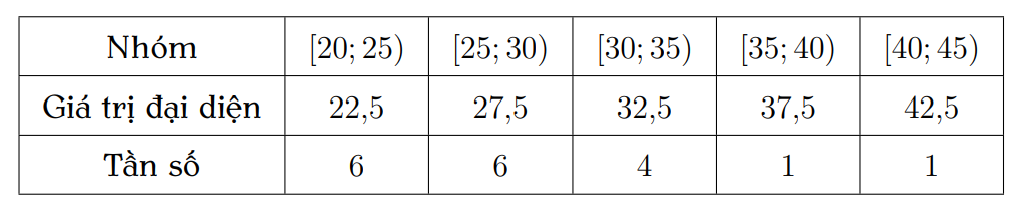 Nhóm [20; 25) [25; 30) [30; 35) [35; 40) [40; 45)
Giá trị đại diện 22,5 27,5 32,5 37,5 42,5
Tần số 6 6 4 1 1